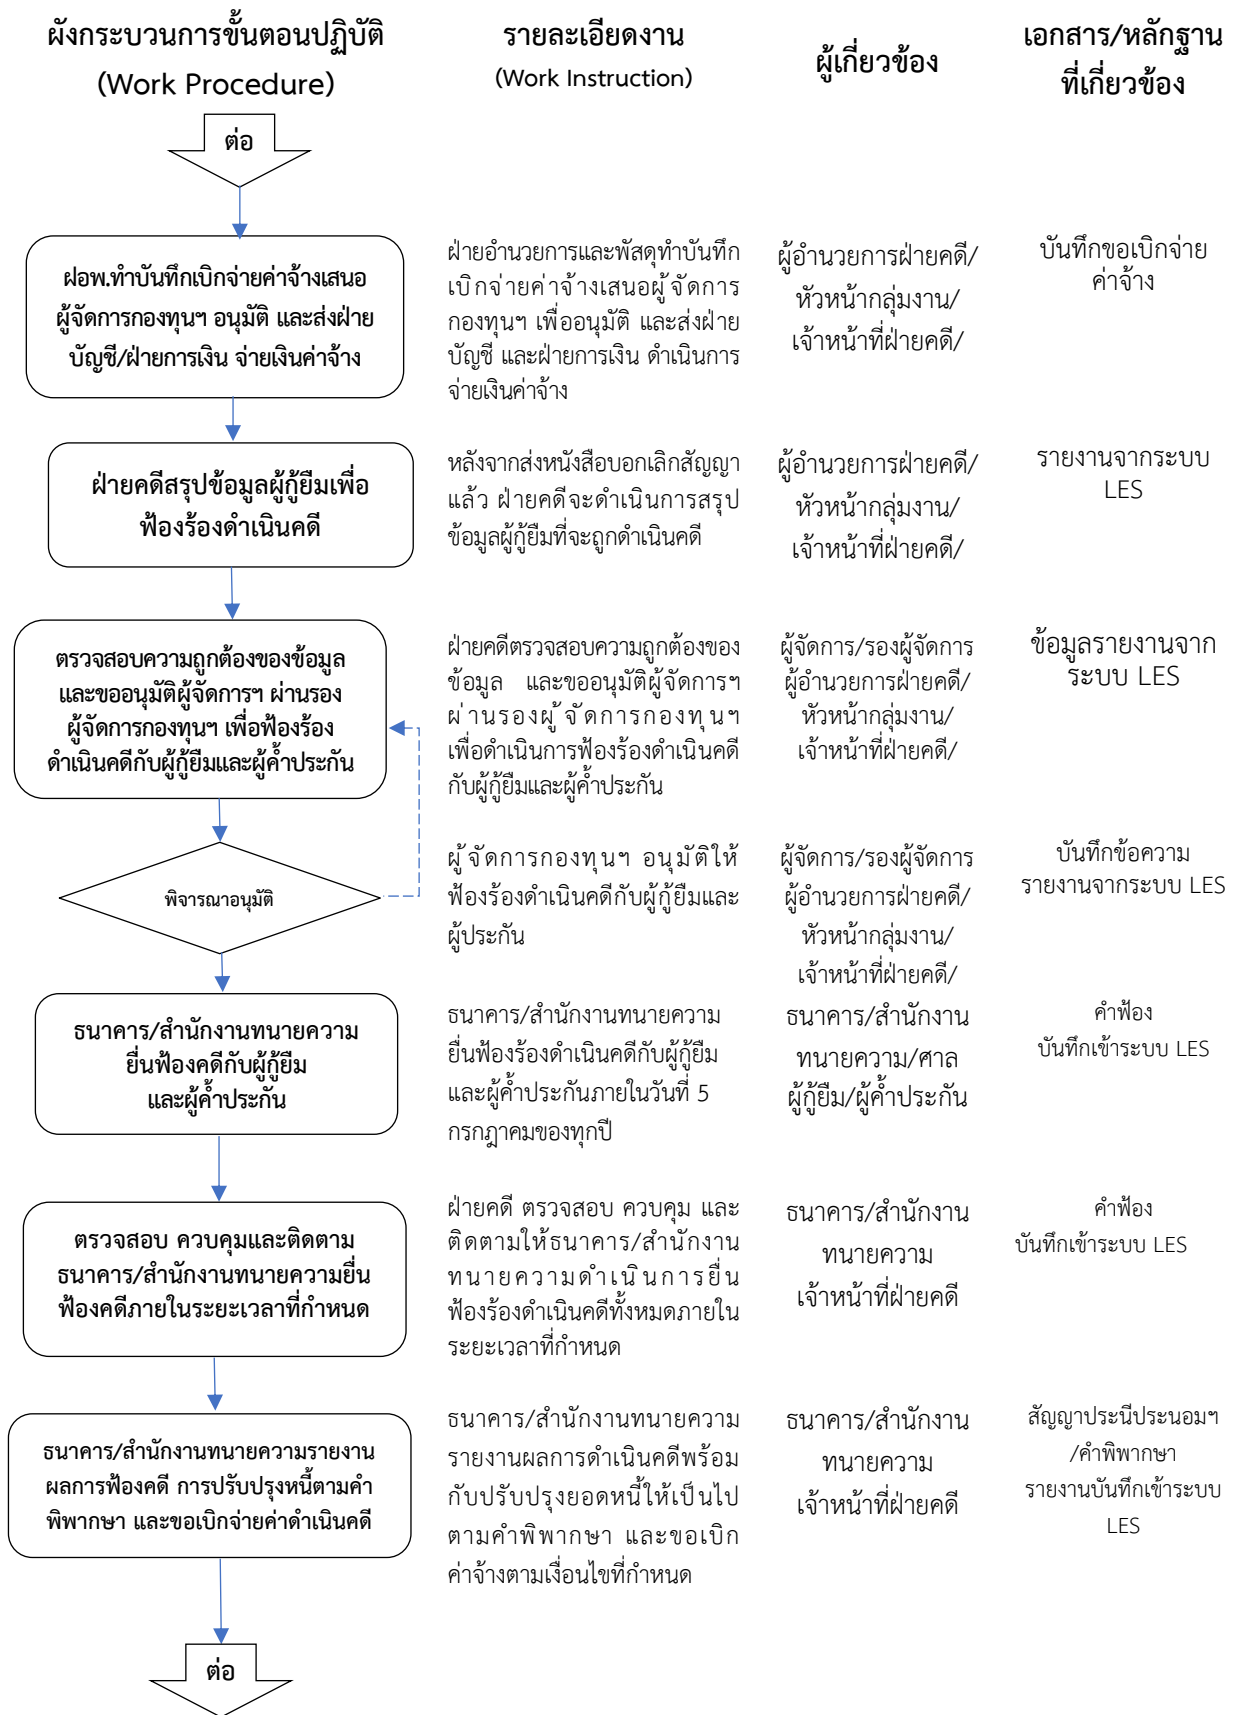 ผังกระบวนการขั้นตอนปฏิบัติ
(Work Procedure)
รายละเอียดงาน
(Work Instruction)
ผู้เกี่ยวข้อง
เอกสาร/หลักฐาน
ที่เกี่ยวข้อง
ต่อ
ฝอพ.ทำบันทึกเบิกจ่ายค่าจ้างเสนอ
ผู้จัดการกองทุนฯ อนุมัติ และส่งฝ่าย
บัญชี/ฝ่ายการเงิน จ่ายเงินค่าจ้าง
ฝ่ายอำนวยการและพัสดุทำบันทึก
เบิกจ่ายค่าจ้างเสนอผู้จัดการ
กองทุนฯ เพื่ออนุมัติ และส่งฝ่าย
บัญชี และฝ่ายการเงิน ดำเนินการ
จ่ายเงินค่าจ้าง
ผู้อำนวยการฝ่ายคดี/
หัวหน้ากลุ่มงาน/
เจ้าหน้าที่ฝ่ายคดี/
บันทึกขอเบิกจ่าย
ค่าจ้าง
ฝ่ายคดีสรุปข้อมูลผู้กู้ยืมเพื่อ
ฟ้องร้องดำเนินคดี
หลังจากส่งหนังสือบอกเลิกสัญญา
แล้ว ฝ่ายคดีจะดำเนินการสรุป
ข้อมูลผู้กู้ยืมที่จะถูกดำเนินคดี
ผู้อำนวยการฝ่ายคดี/
หัวหน้ากลุ่มงาน/
เจ้าหน้าที่ฝ่ายคดี/
รายงานจากระบบ
LES
ตรวจสอบความถูกต้องของข้อมูล
และขออนุมัติผู้จัดการฯ ผ่านรอง
ผู้จัดการกองทุนฯ เพื่อฟ้องร้อง
ดำเนินคดีกับผู้กู้ยืมและผู้ค้ำประกัน
ฝ่ายคดีตรวจสอบความถูกต้องของ
ข้อมูล และขออนุมัติผู้จัดการฯ
ผ่านรองผู้จัดการกองทุนฯ
เพื่อดำเนินการฟ้องร้องดำเนินคดี
กับผู้กู้ยืมและผู้ค้ำประกัน
ผู้จัดการ/รองผู้จัดการ
ผู้อำนวยการฝ่ายคดี/
หัวหน้ากลุ่มงาน/
เจ้าหน้าที่ฝ่ายคดี/
ข้อมูลรายงานจาก
ระบบ LES
พิจารณาอนุมัติ
ผู้จัดการกองทุนฯ อนุมัติให้
ฟ้องร้องดำเนินคดีกับผู้กู้ยืมและ
ผู้ประกัน
ผู้จัดการ/รองผู้จัดการ
ผู้อำนวยการฝ่ายคดี/
หัวหน้ากลุ่มงาน/
เจ้าหน้าที่ฝ่ายคดี/
บันทึกข้อความ
รายงานจากระบบ LES
ธนาคาร/สำนักงานทนายความ
ยื่นฟ้องคดีกับผู้กู้ยืม
และผู้ค้ำประกัน
ธนาคาร/สำนักงานทนายความ
ยื่นฟ้องร้องดำเนินคดีกับผู้กู้ยืม
และผู้ค้ำประกันภายในวันที่ 5
กรกฎาคมของทุกปี
ธนาคาร/สำนักงาน
ทนายความ/ศาล
ผู้กู้ยืม/ผู้ค้ำประกัน
คำฟ้อง
บันทึกเข้าระบบ LES
ตรวจสอบ ควบคุมและติดตาม
ธนาคาร/สำนักงานทนายความยื่น
ฟ้องคดีภายในระยะเวลาที่กำหนด
ฝ่ายคดี ตรวจสอบ ควบคุม และ
ติดตามให้ธนาคาร/สำนักงาน
ทนายความดำเนินการยื่น
ฟ้องร้องดำเนินคดีทั้งหมดภายใน
ระยะเวลาที่กำหนด
ธนาคาร/สำนักงาน
ทนายความ
เจ้าหน้าที่ฝ่ายคดี
คำฟ้อง
บันทึกเข้าระบบ LES
ธนาคาร/สำนักงานทนายความรายงาน
ผลการฟ้องคดี การปรับปรุงหนี้ตามคำ
พิพากษา และขอเบิกจ่ายค่าดำเนินคดี
ธนาคาร/สำนักงานทนายความ
รายงานผลการดำเนินคดีพร้อม
กับปรับปรุงยอดหนี้ให้เป็นไป
ตามคำพิพากษา และขอเบิก
ค่าจ้างตามเงื่อนไขที่กำหนด
ธนาคาร/สำนักงาน
ทนายความ
เจ้าหน้าที่ฝ่ายคดี
สัญญาประนีประนอมฯ
/คำพิพากษา
รายงานบันทึกเข้าระบบ
LES
ต่อ